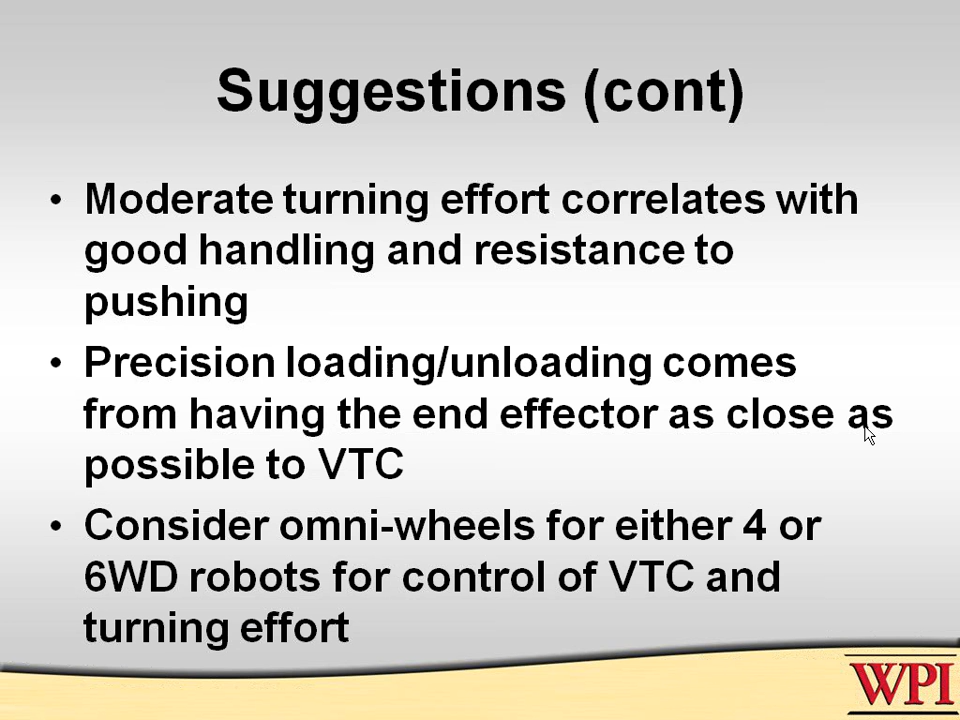 Suggestions (cont)
• Moderate turning effort correlates with
good handling and resistance to
pushing
• Precision loading/unloading comes
from having the end effector as close as
possible to VTC
• Consider omni-wheels for either 4 or
6WD robots for control of VTC and
turning effort
WPI